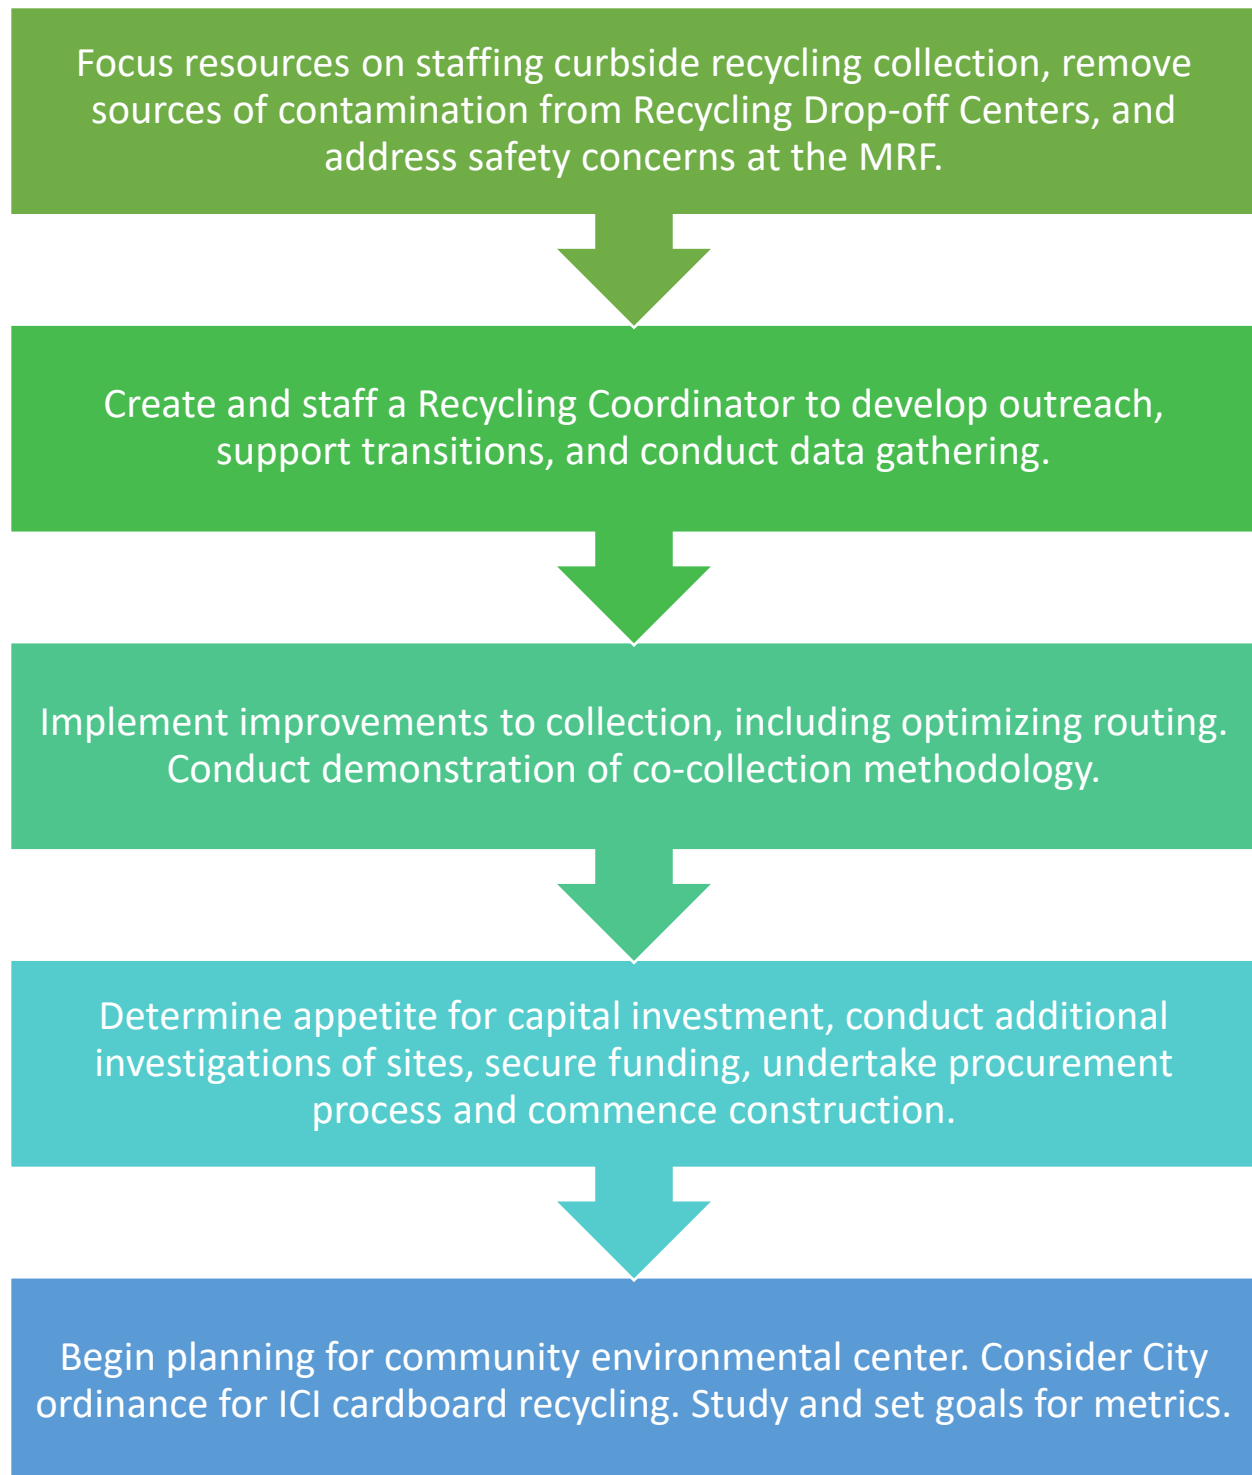 Focus resources on staffing curbside recycling collection, remove
sources of contamination from Recycling Drop-off Centers, and
address safety concerns at the MRF.
Create and staff a Recycling Coordinator to develop outreach,
support transitions, and conduct data gathering.
Implement improvements to collection, including optimizing routing.
Conduct demonstration of co-collection methodology.
Determine appetite for capital investment, conduct additional
investigations of sites, secure funding, undertake procurement
process and commence construction.
Begin planning for community environmental center. Consider City
ordinance for ICI cardboard recycling. Study and set goals for metrics.